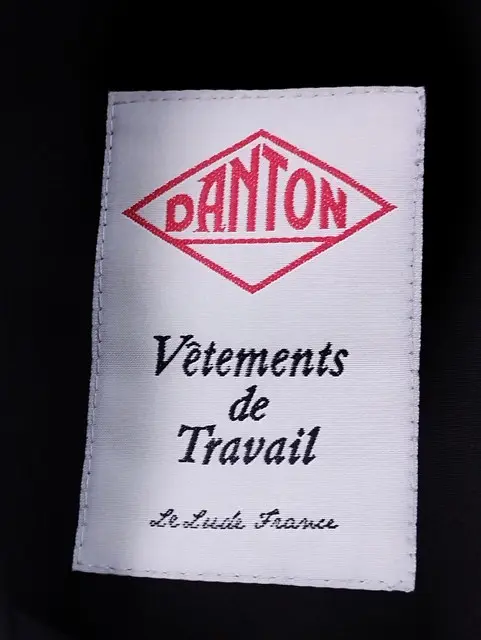 DANTON
Vêtements
de
Travail
Le Lude France